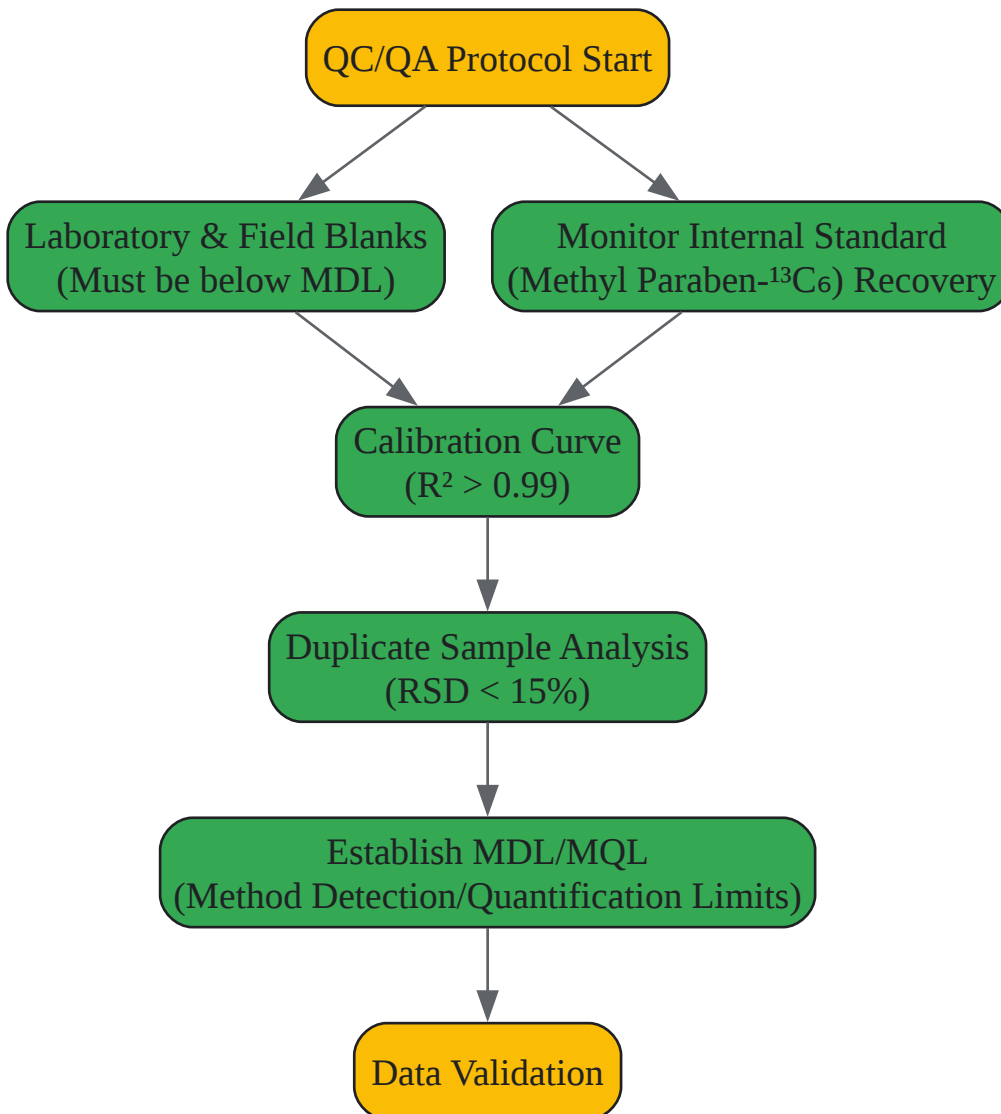 QC/QA Protocol Start
Laboratory & Field Blanks
(Must be below MDL)
Monitor Internal Standard
(Methyl Paraben-¹³C₆) Recovery
Calibration Curve
(R² > 0.99)
Duplicate Sample Analysis
(RSD < 15%)
Establish MDL/MQL
(Method Detection/Quantification Limits)
Data Validation